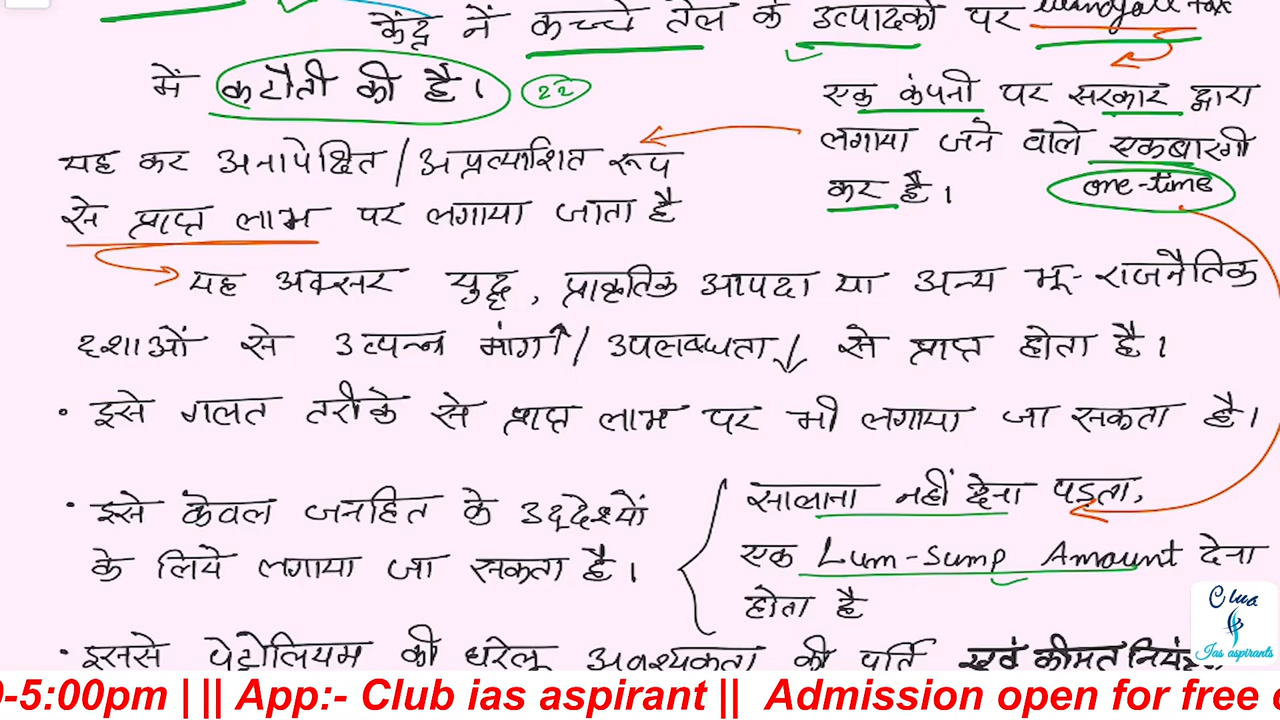 केंद्र नें कच्चे तेल के उत्पादकों पर Windfall Tax
में कटौती की है। 22
एक कंपनी पर सरकार द्वारा
लगाया जाने वाले एकबारगी
कर है। one-time
यह कर अनापेक्षित/अप्रत्याशित रूप
से प्राप्त लाभ पर लगाया जाता है
यह अक्सर युद्ध, प्राकृतिक आपदा या अन्य भू-राजनैतिक
दशाओं से उत्पन्न मांग↑/उपलब्धता↓ से प्राप्त होता है।
• इसे गलत तरीके से प्राप्त लाभ पर भी लगाया जा सकता है।
• इसे केवल जनहित के उद्देश्यों
के लिये लगाया जा सकता है।
सालाना नहीं देना पड़ता,
एक Lum-Sump Amount देना
होता है
• इससे पेट्रोलियम की घरेलू आवश्यकता की पूर्ति एवं कीमत
Club
Ias aspirants
-5:00pm | || App:- Club ias aspirant || Admission open for free